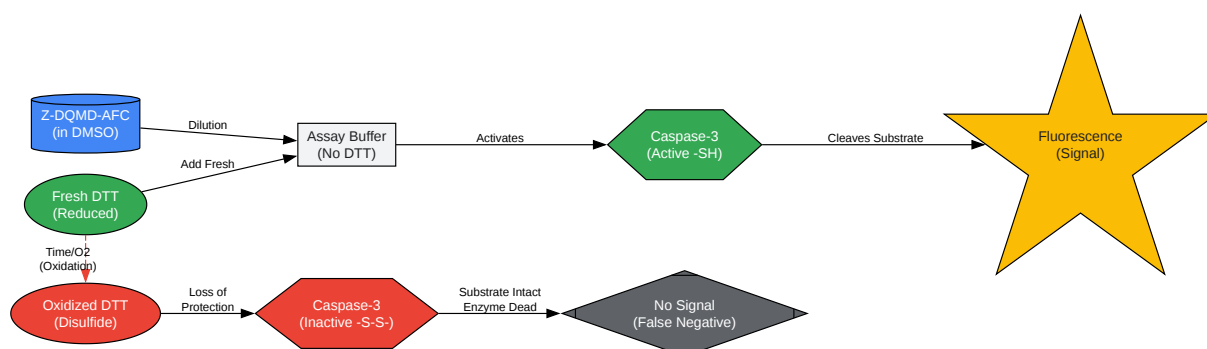 Z-DQMD-AFC
(in DMSO)
Dilution
Assay Buffer
(No DTT)
Activates
Caspase-3
(Active -SH)
Cleaves Substrate
Fluorescence
(Signal)
Add Fresh
Fresh DTT
(Reduced)
Time/O2
(Oxidation)
Oxidized DTT
(Disulfide)
Loss of
Protection
Caspase-3
(Inactive -S-S-)
Substrate Intact
Enzyme Dead
No Signal
(False Negative)